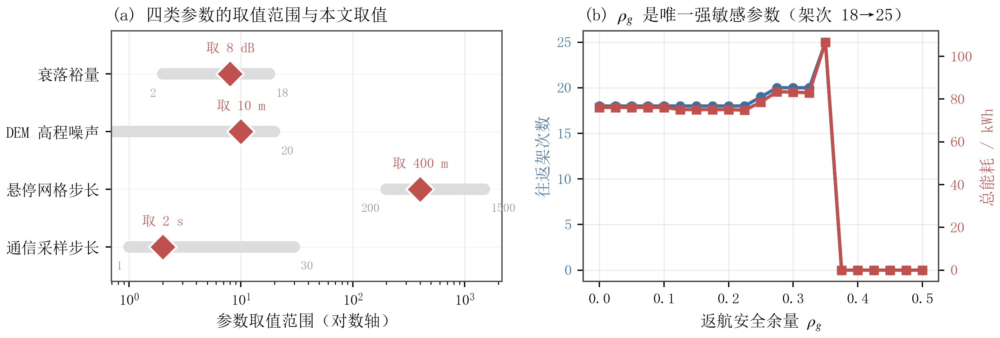 (a) 四类参数的取值范围与本文取值
取 8 dB
衰落裕量
2
18
取 10 m
DEM 高程噪声
20
取 400 m
悬停网格步长
200
1500
取 2 s
通信采样步长
1
30
10⁰
10¹
10²
10³
参数取值范围（对数轴）
(b) ρg 是唯一强敏感参数（架次 18→25）
25
20
15
10
5
0
往返架次数
100
80
60
40
20
0
总能耗 / kWh
0.0
0.1
0.2
0.3
0.4
0.5
返航安全余量 ρg